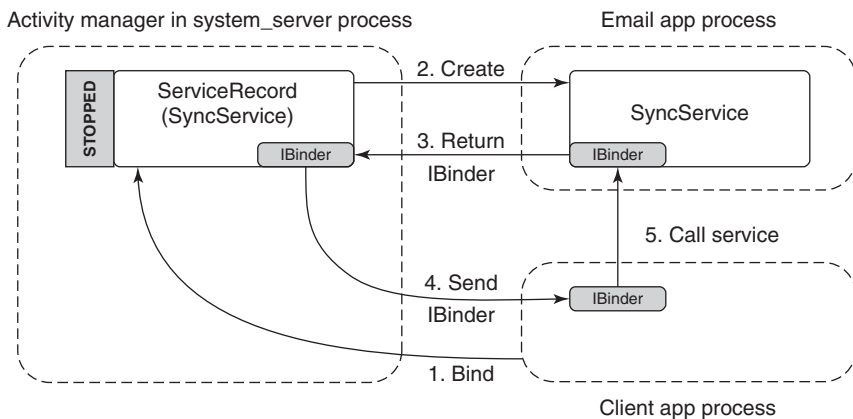 Activity manager in system_server process
Email app process
STOPPED
ServiceRecord
(SyncService)
IBinder
2. Create
SyncService
3. Return
IBinder
IBinder
5. Call service
4. Send
IBinder
IBinder
1. Bind
Client app process